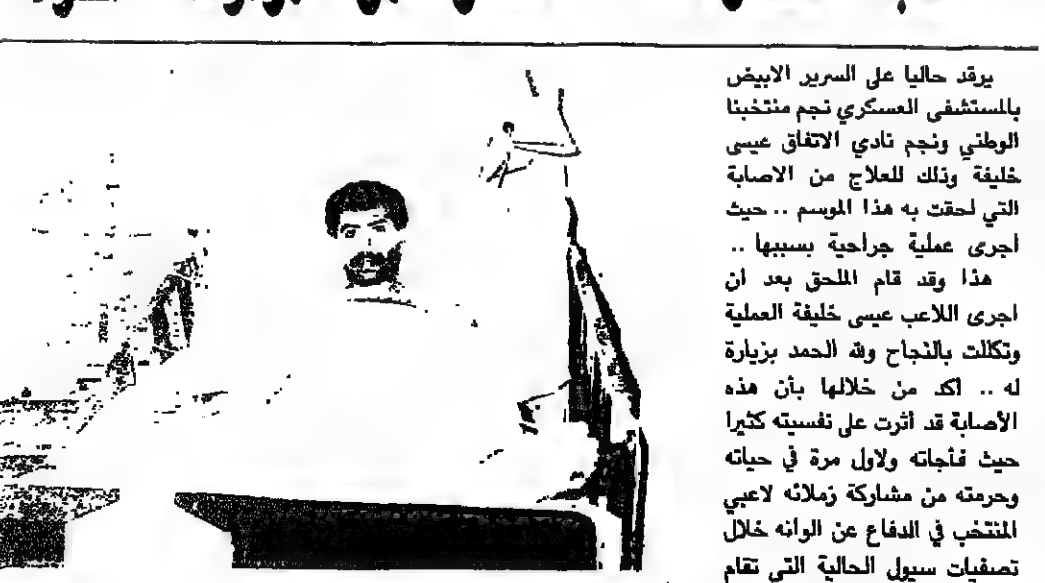 يرقد حاليا على السرير الابيض
بالمستشفى العسكري نجم منتخبنا
الوطني ونجم نادي الاتفاق عيسى
خليفة وذلك للعلاج من الاصابة
التي لحقت به هذا الموسم .. حيث
اجرى عملية جراحية بسببها ..
هذا وقد قام الملحق بعد ان
اجرى اللاعب عيسى خليفة العملية
وتكللت بالنجاح ولله الحمد بزيارة
له .. اكد من خلالها بأن هذه
الأصابة قد أثرت على نفسيته كثيرا
حيث فأجاته ولاول مرة في حياته
وحرمته من مشاركة زملائه لاعبي
المنتخب في الدفاع عن الوانه خلال
تصفيات سيول الحالية التي تقام